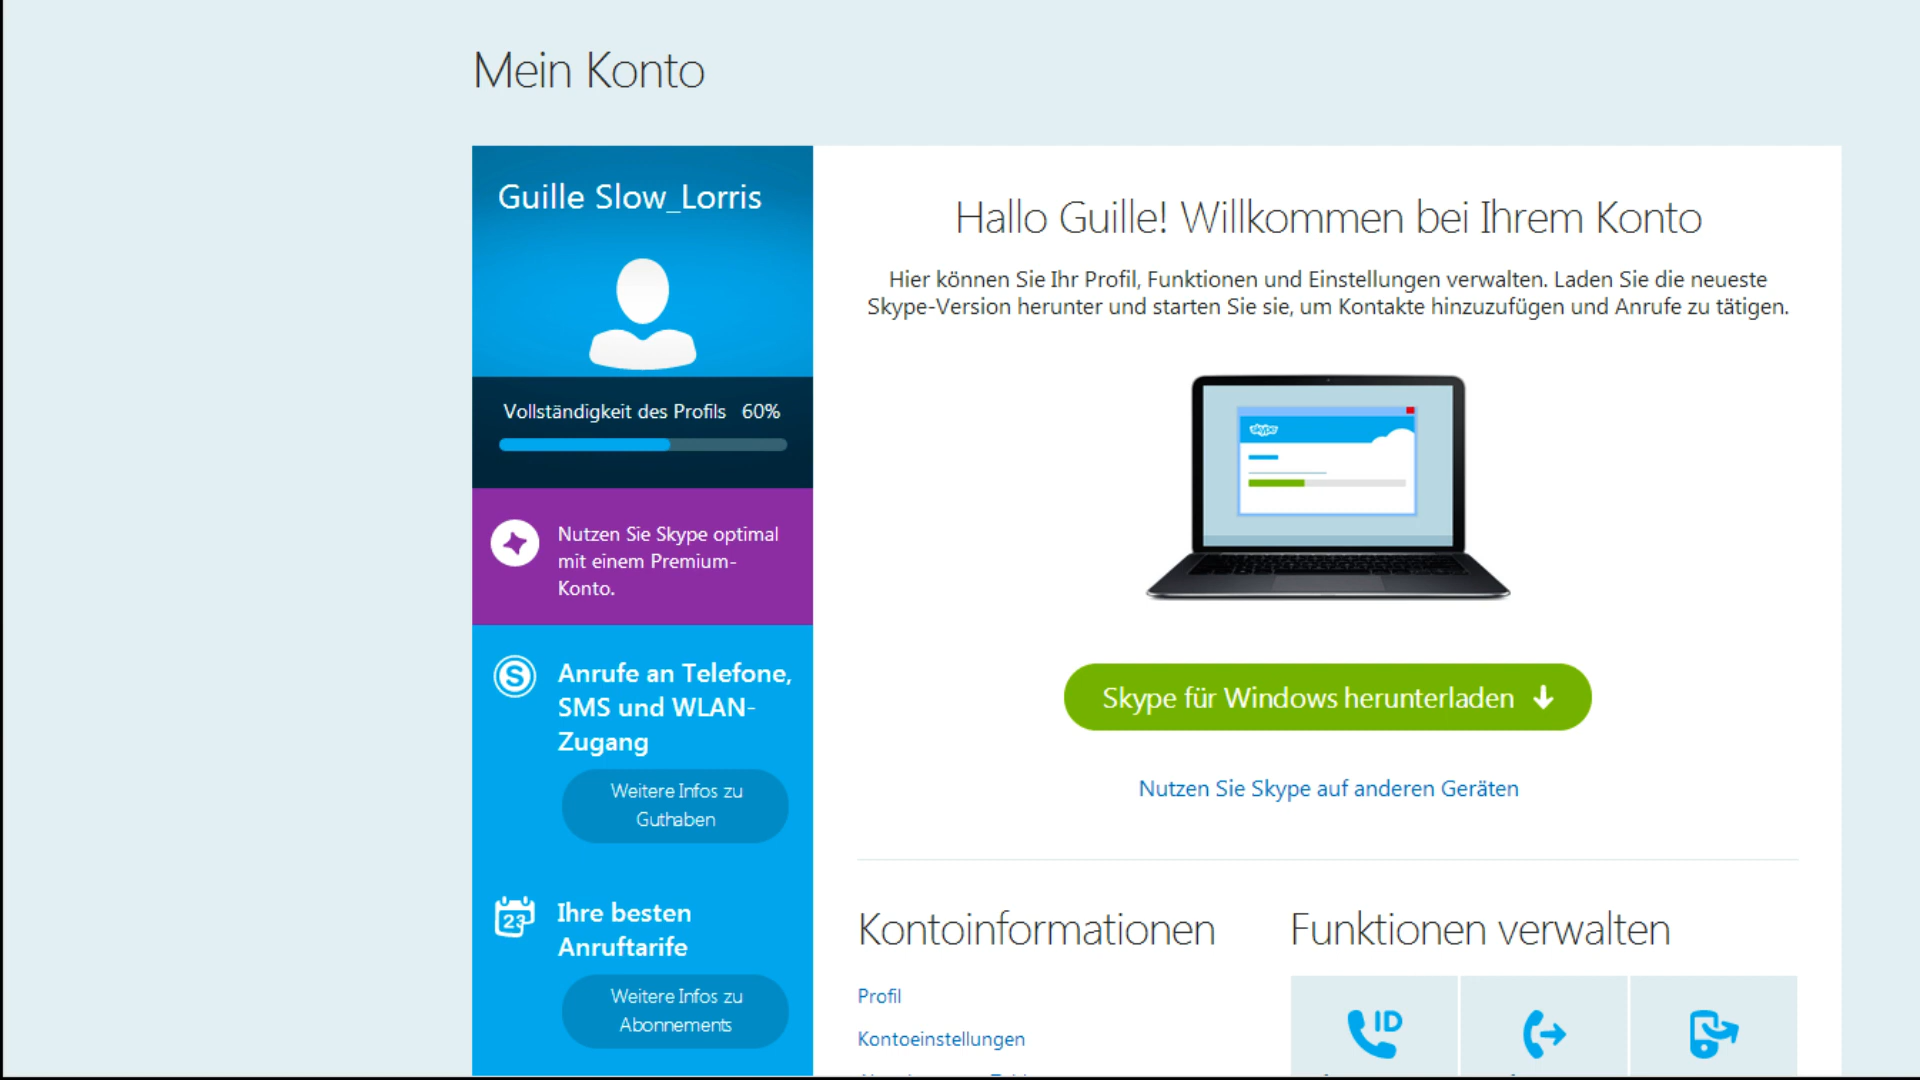 Mein Konto
Guille Slow_Lorris
Vollständigkeit des Profils 60%
Nutzen Sie Skype optimal
mit einem Premium-
Konto.
Anrufe an Telefone,
SMS und WLAN-
Zugang
Weitere Infos zu
Guthaben
23
Ihre besten
Anruftarife
Weitere Infos zu
Abonnements
Hallo Guille! Willkommen bei Ihrem Konto
Hier können Sie Ihr Profil, Funktionen und Einstellungen verwalten. Laden Sie die neueste
Skype-Version herunter und starten Sie sie, um Kontakte hinzuzufügen und Anrufe zu tätigen.
skype
Skype für Windows herunterladen
Nutzen Sie Skype auf anderen Geräten
Kontoinformationen
Profil
Kontoeinstellungen
Funktionen verwalten
ID